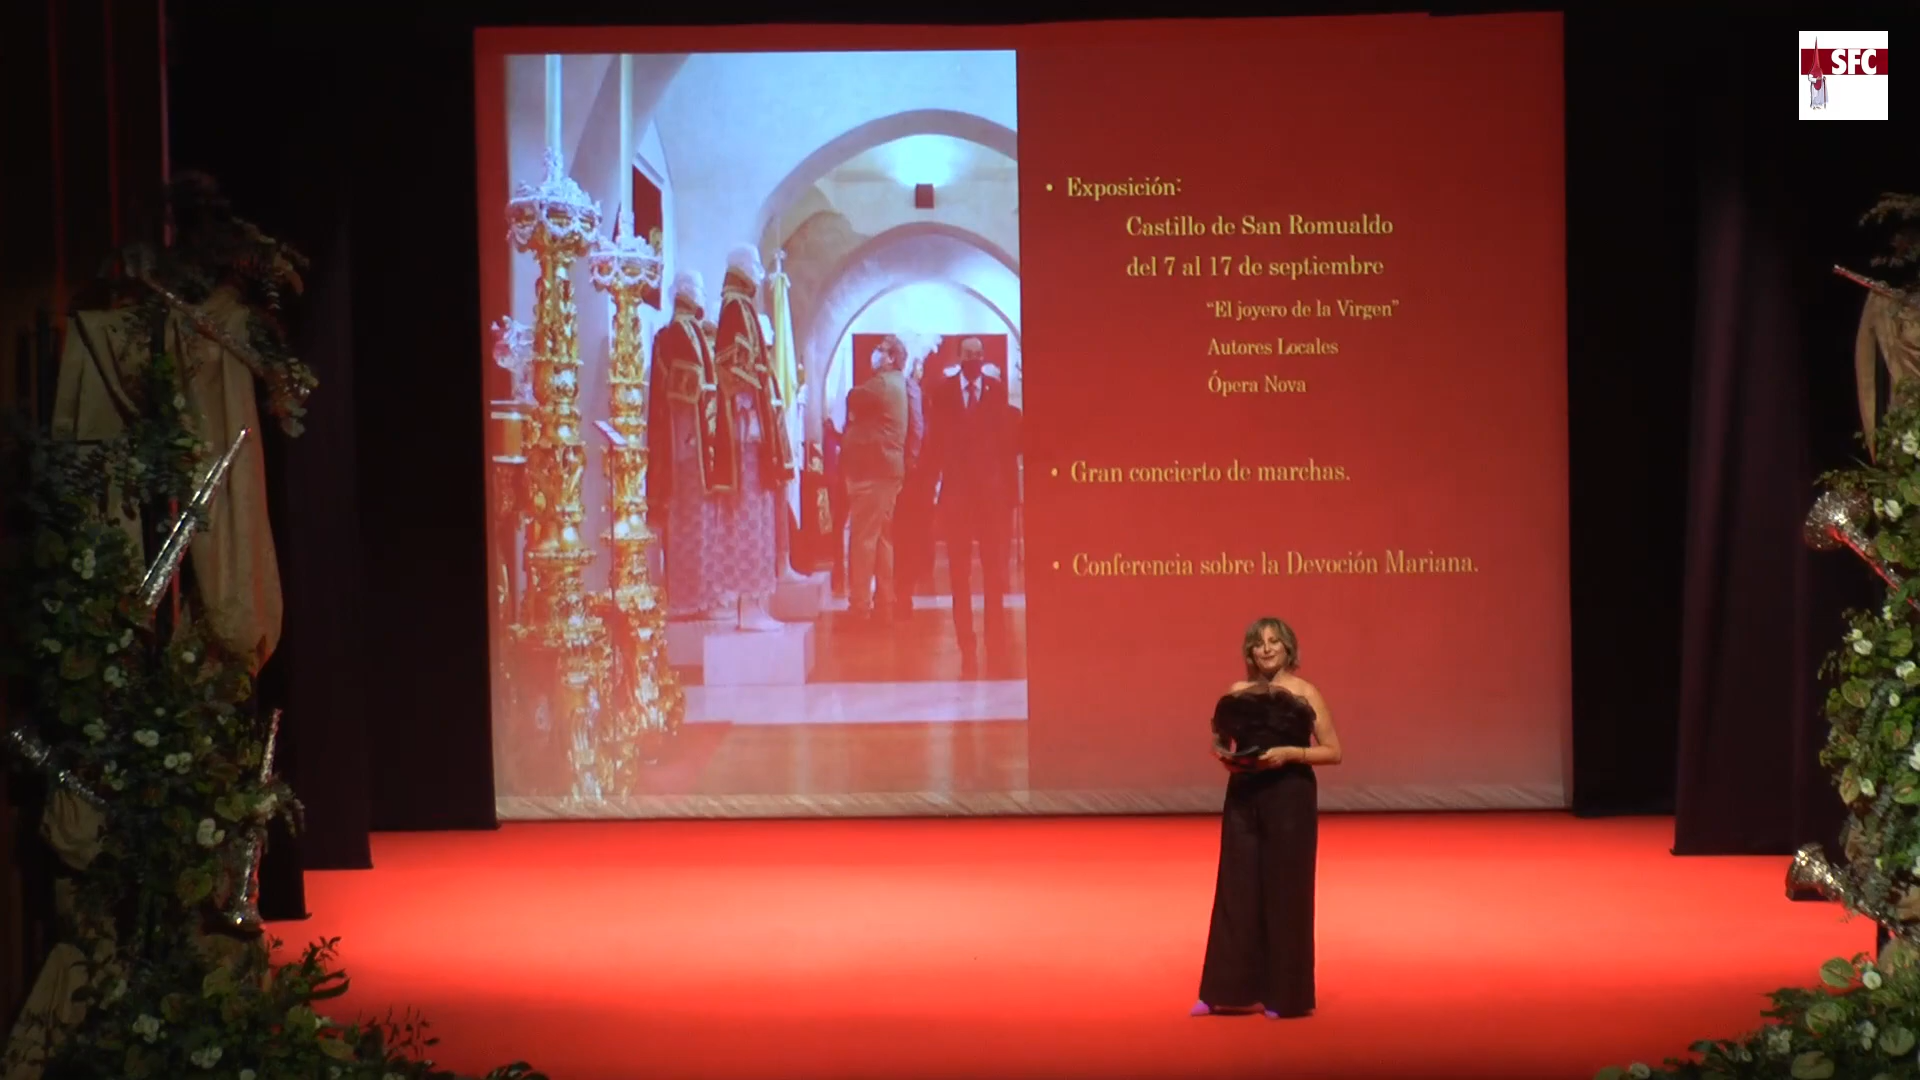 SFC
• Exposición:
Castillo de San Romualdo
del 7 al 17 de septiembre
“El joyero de la Virgen”
Autores Locales
Ópera Nova
• Gran concierto de marchas.
• Conferencia sobre la Devoción Mariana.